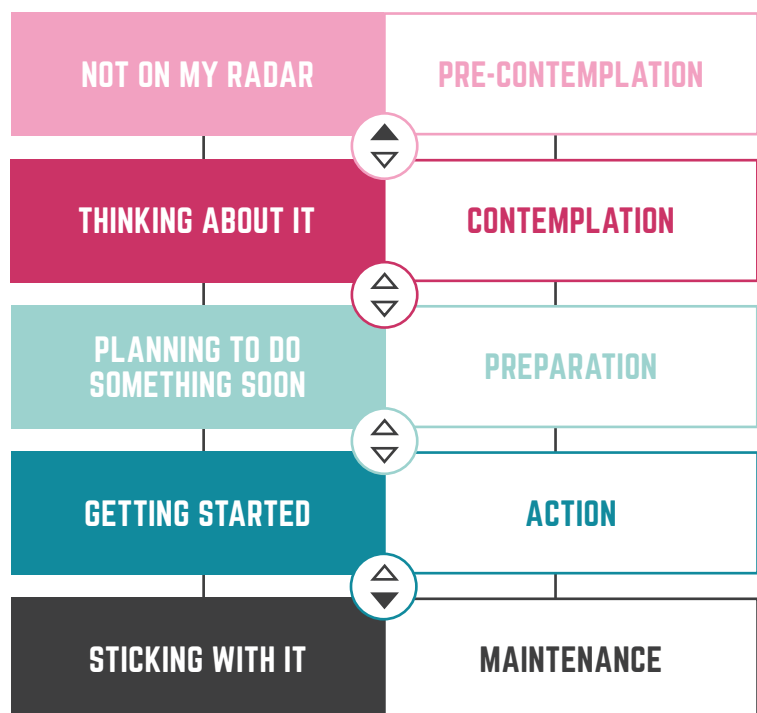 NOT ON MY RADAR
PRE-CONTEMPLATION
THINKING ABOUT IT
CONTEMPLATION
PLANNING TO DO
SOMETHING SOON
PREPARATION
GETTING STARTED
ACTION
STICKING WITH IT
MAINTENANCE